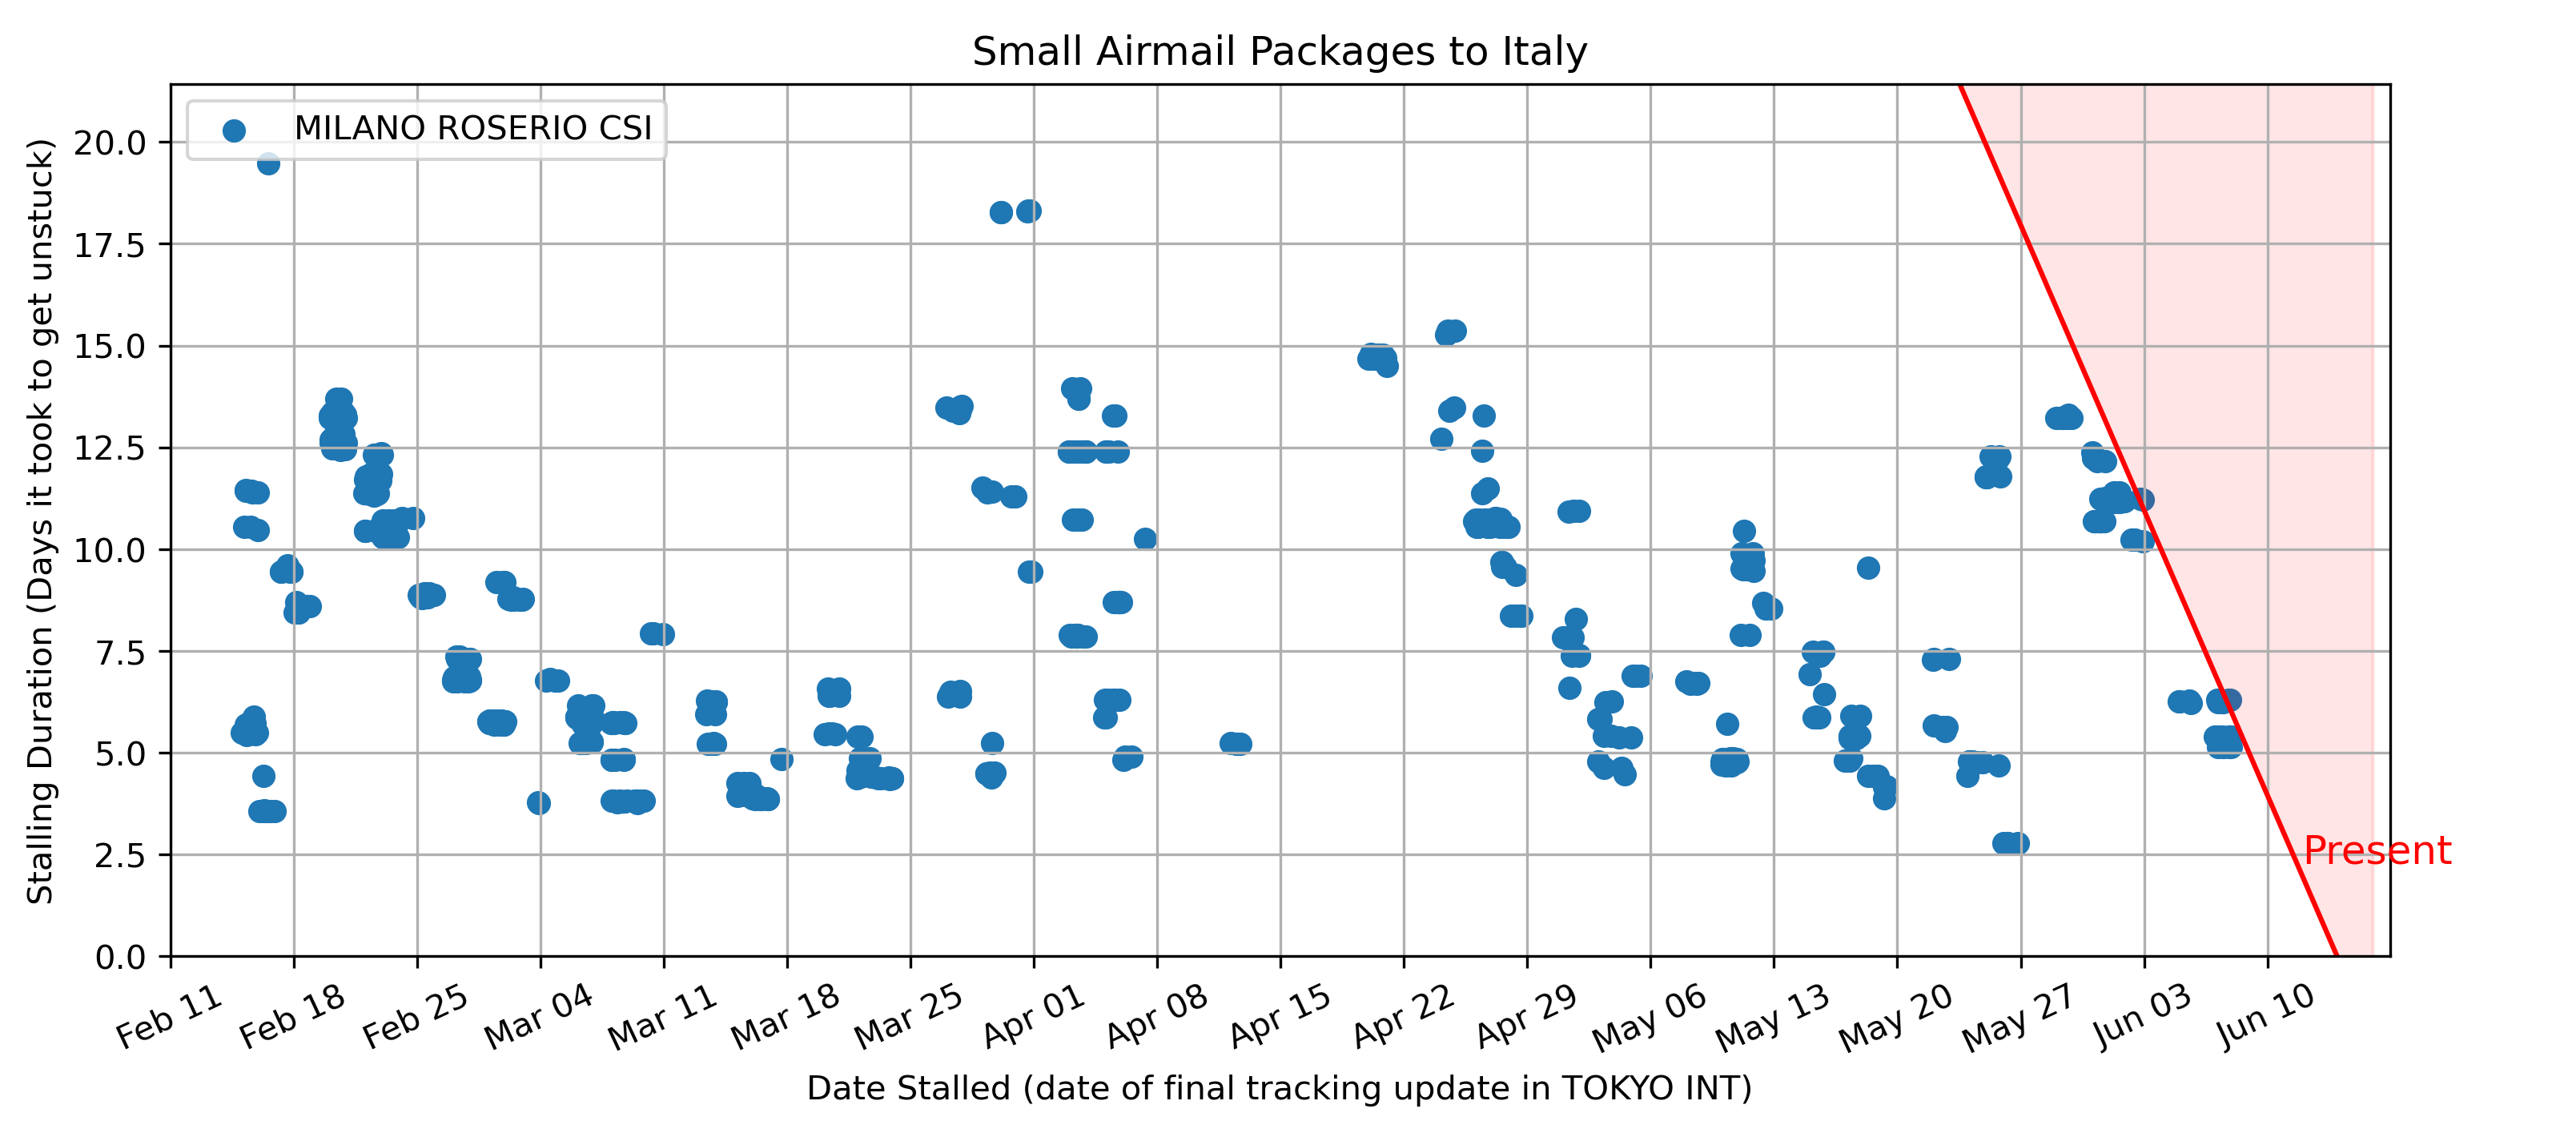 Small Airmail Packages to Italy
MILANO ROSERIO CSI
Stalling Duration (Days it took to get unstuck)
20.0
17.5
15.0
12.5
10.0
7.5
5.0
2.5
0.0
Present
Feb 11 Feb 18 Feb 25 Mar 04 Mar 11 Mar 18 Mar 25 Apr 01 Apr 08 Apr 15 Apr 22 Apr 29 May 06 May 13 May 20 May 27 Jun 03 Jun 10
Date Stalled (date of final tracking update in TOKYO INT)